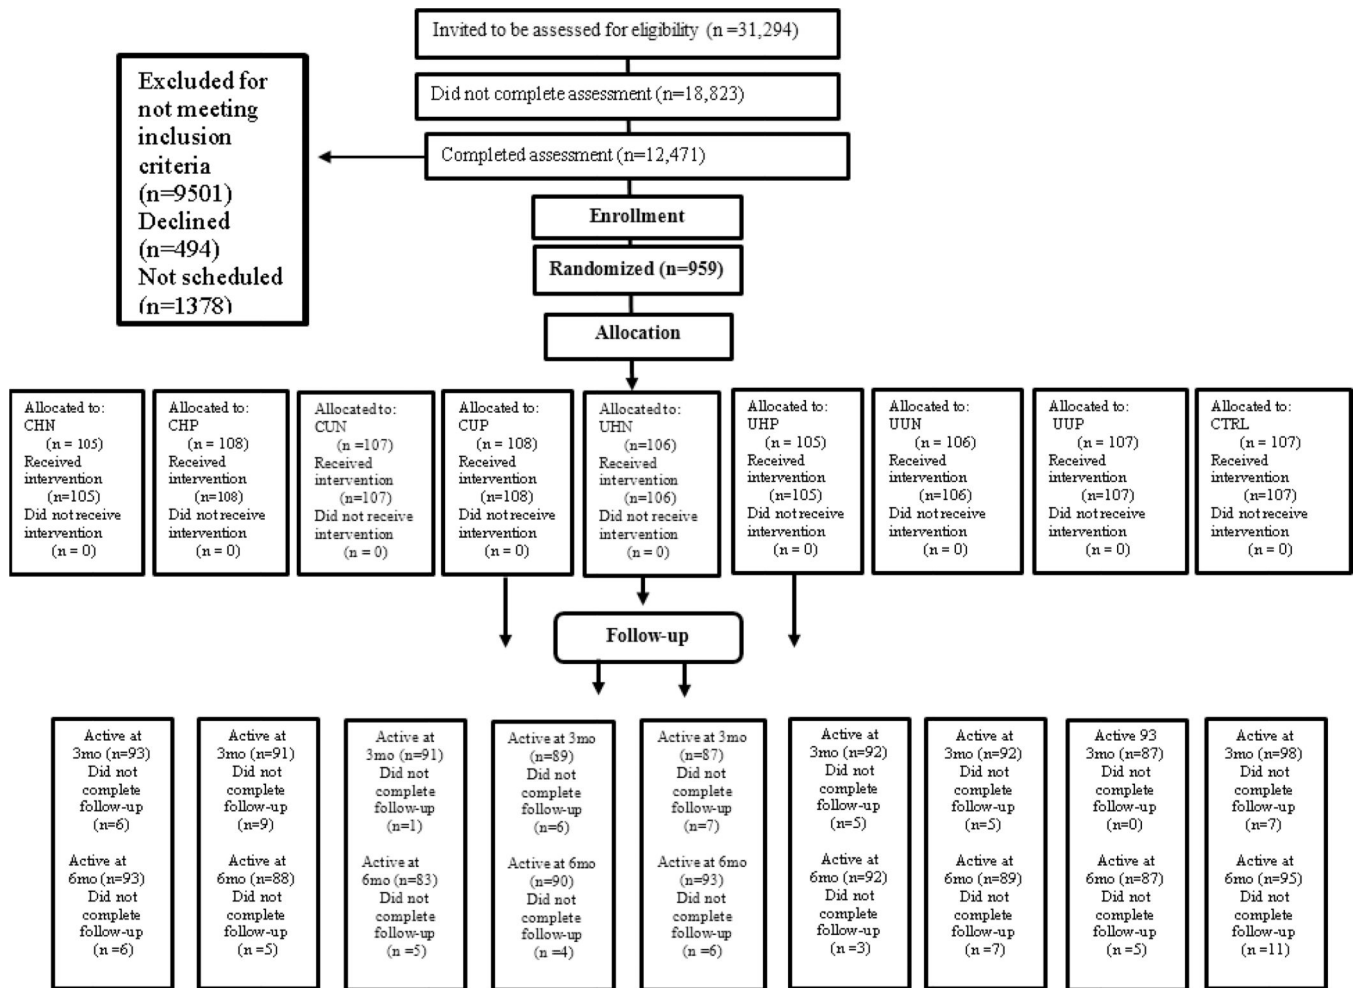 Invited to be assessed for eligibility (n =31,294)
Did not complete assessment (n=18,823)
Completed assessment (n=12,471)
Excluded for
not meeting
inclusion
criteria
(n=9501)
Declined
(n=494)
Not scheduled
(n=1378)
Enrollment
Randomized (n=959)
Allocation
Allocated to:
CHN
(n = 105)
Received
intervention
(n=105)
Did not receive
intervention
(n = 0)
Allocated to:
CHP
(n = 108)
Received
intervention
(n=108)
Did not receive
intervention
(n = 0)
Allocated to:
CUN
(n =107)
Received
intervention
(n=107)
Did not receive
intervention
(n = 0)
Allocated to:
CUP
(n = 108)
Received
intervention
(n=108)
Did not receive
intervention
(n = 0)
Allocated to:
UHN
(n=106)
Received
intervention
(n=106)
Did not receive
intervention
(n = 0)
Allocated to:
UHP
(n = 105)
Received
intervention
(n=105)
Did not receive
intervention
(n = 0)
Allocated to:
UUN
(n = 106)
Received
intervention
(n=106)
Did not receive
intervention
(n = 0)
Allocated to:
UUP
(n = 107)
Received
intervention
(n=107)
Did not receive
intervention
(n = 0)
Allocated to:
CTRL
(n = 107)
Received
intervention
(n=107)
Did not receive
intervention
(n = 0)
Follow-up
Active at
3mo (n=93)
Did not
complete
follow-up
(n=6)
Active at
6mo (n=93)
Did not
complete
follow-up
(n =6)
Active at
3mo (n=91)
Did not
complete
follow-up
(n=9)
Active at
6mo (n=88)
Did not
complete
follow-up
(n =5)
Active at
3mo (n=91)
Did not
complete
follow-up
(n=1)
Active at
6mo (n=83)
Did not
complete
follow-up
(n =5)
Active at 3mo
(n=89)
Did not
complete
follow-up
(n=6)
Active at 6mo
(n=90)
Did not
complete
follow-up
(n =4)
Active at 3mo
(n=87)
Did not
complete
follow-up
(n=7)
Active at 6mo
(n=93)
Did not
complete
follow-up
(n =6)
Active at
3mo (n=92)
Did not
complete
follow-up
(n=5)
Active at
6mo (n=92)
Did not
complete
follow-up
(n =3)
Active at
3mo (n=92)
Did not
complete
follow-up
(n=5)
Active at
6mo (n=89)
Did not
complete
follow-up
(n =7)
Active 93
3mo (n=87)
Did not
complete
follow-up
(n=0)
Active at
6mo (n=87)
Did not
complete
follow-up
(n =5)
Active at
3mo (n=98)
Did not
complete
follow-up
(n=7)
Active at
6mo (n=95)
Did not
complete
follow-up
(n =11)